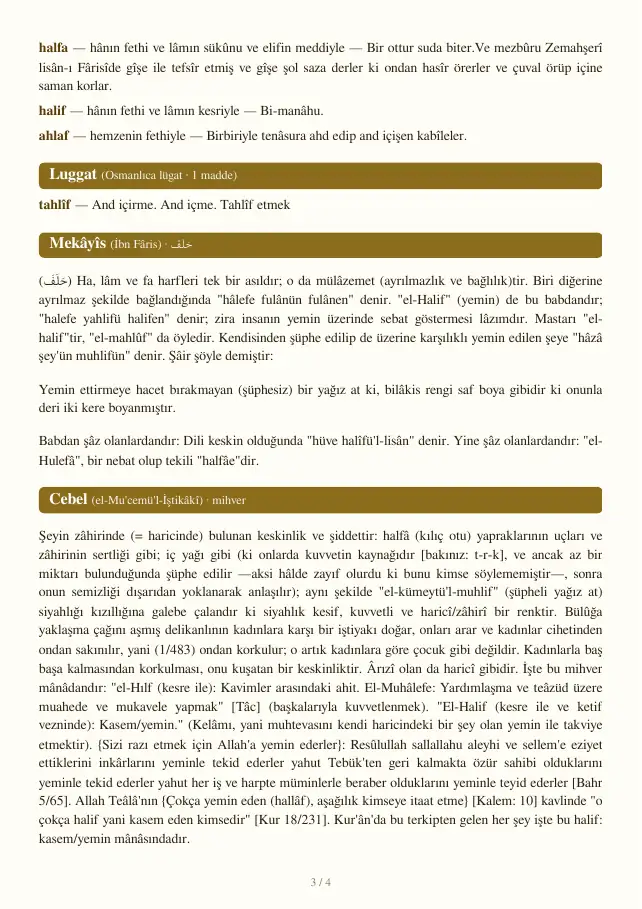 halfa — hânın fethi ve lâmın sükûnu ve elifin meddiyle — Bir ottur suda biter.Ve mezbûru Zemahşerî
lisân-ı Fârisîde gîşe ile tefsîr etmiş ve gîşe şol saza derler ki ondan hasîr örerler ve çuval örüp içine
saman korlar.
halif — hânın fethi ve lâmın kesriyle — Bi-manâhu.
ahlaf — hemzenin fethiyle — Birbiriyle tenâsura ahd edip and içişen kabîleler.
Luggat (Osmanlıca lügat · 1 madde)
tahlîf — And içirme. And içme. Tahlîf etmek
Mekâyîs (İbn Fâris) · حَلَفَ
(حَلَفَ) Ha, lâm ve fa harfleri tek bir asıldır; o da mülâzemet (ayrılmazlık ve bağlılık)tir. Biri diğerine
ayrılmaz şekilde bağlandığında "hâlefe fulânün fulânen" denir. "el-Halif" (yemin) de bu babdandır;
"halefe yahlifü halifen" denir; zira insanın yemin üzerinde sebat göstermesi lâzımdır. Mastarı "el-
halif"tir, "el-mahlûf" da öyledir. Kendisinden şüphe edilip de üzerine karşılıklı yemin edilen şeye "hâzâ
şey'ün muhlifün" denir. Şâir şöyle demiştir:
Yemin ettirmeye hacet bırakmayan (şüphesiz) bir yağız at ki, bilâkis rengi saf boya gibidir ki onunla
deri iki kere boyanmıştır.
Babdan şâz olanlardandır: Dili keskin olduğunda "hüve halîfü'l-lisân" denir. Yine şâz olanlardandır: "el-
Hulefâ", bir nebat olup tekili "halfâe"dir.
Cebel (el-Mu'cemü'l-İştikâkî) · mihver
Şeyin zâhirinde (= haricinde) bulunan keskinlik ve şiddettir: halfâ (kılıç otu) yapraklarının uçları ve
zâhirinin sertliği gibi; iç yağı gibi (ki onlarda kuvvetin kaynağıdır [bakınız: t-r-k], ve ancak az bir
miktarı bulunduğunda şüphe edilir —aksi hâlde zayıf olurdu ki bunu kimse söylememiştir—, sonra
onun semizliği dışarıdan yoklanarak anlaşılır); aynı şekilde "el-kümeytü'l-muhlif" (şüpheli yağız at)
siyahlığı kızıllığına galebe çalandır ki siyahlık kesif, kuvvetli ve haricî/zâhirî bir renktir. Bülûğa
yaklaşma çağını aşmış delikanlının kadınlara karşı bir iştiyakı doğar, onları arar ve kadınlar cihetinden
ondan sakınılır, yani (1/483) ondan korkulur; o artık kadınlara göre çocuk gibi değildir. Kadınlarla baş
başa kalmasından korkulması, onu kuşatan bir keskinliktir. Ârızî olan da haricî gibidir. İşte bu mihver
mânâdandır: "el-Hılf (kesre ile): Kavimler arasındaki ahit. El-Muhâlefe: Yardımlaşma ve teâzüd üzere
muahede ve mukavele yapmak" [Tâc] (başkalarıyla kuvvetlenmek). "El-Halif (kesre ile ve ketif
vezninde): Kasem/yemin." (Kelâmı, yani muhtevasını kendi haricindeki bir şey olan yemin ile takviye
etmektir). {Sizi razı etmek için Allah'a yemin ederler}: Resûlullah sallallahu aleyhi ve sellem'e eziyet
ettiklerini inkârlarını yeminle tekid ederler yahut Tebük'ten geri kalmakta özür sahibi olduklarını
yeminle tekid ederler yahut her iş ve harpte müminlerle beraber olduklarını yeminle teyid ederler [Bahr
5/65]. Allah Teâlâ'nın {Çokça yemin eden (hallâf), aşağılık kimseye itaat etme} [Kalem: 10] kavlinde "o
çokça halif yani kasem eden kimsedir" [Kur 18/231]. Kur'ân'da bu terkipten gelen her şey işte bu halif:
kasem/yemin mânâsındadır.
3 / 4